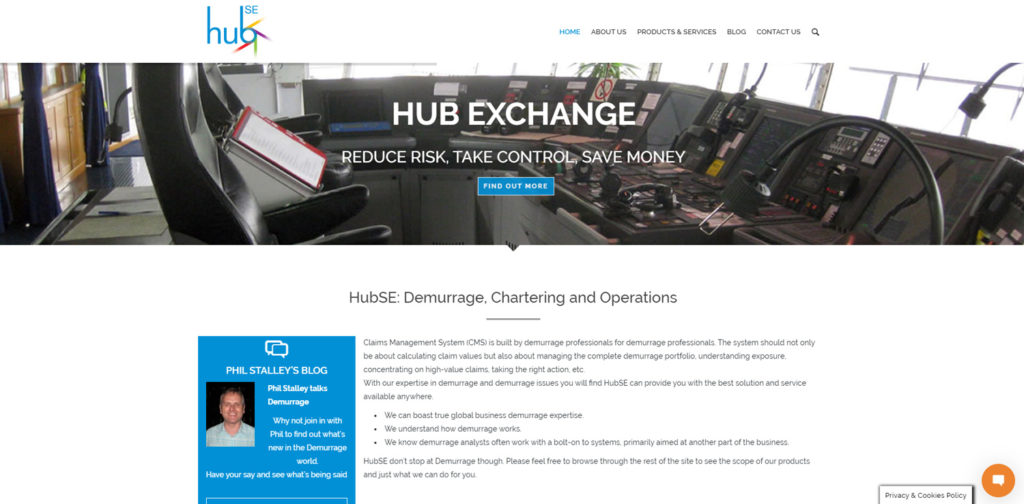 hub SE
HOME ABOUT US PRODUCTS & SERVICES BLOG CONTACT US
HUB EXCHANGE
REDUCE RISK, TAKE CONTROL, SAVE MONEY
FIND OUT MORE
HubSE: Demurrage, Chartering and Operations
PHIL STALLEY'S BLOG
Phil Stalley talks
Demurrage
Why not join in with
Phil to find out what's
new in the Demurrage
world.
Have your say and see what's being said
Claims Management System (CMS) is built by demurrage professionals for demurrage professionals. The system should not only
be about calculating claim values but also about managing the complete demurrage portfolio, understanding exposure,
concentrating on high-value claims, taking the right action, etc.
With our expertise in demurrage and demurrage issues you will find HubSE can provide you with the best solution and service
available anywhere.
• We can boast true global business demurrage expertise.
• We understand how demurrage works.
• We know demurrage analysts often work with a bolt-on to systems, primarily aimed at another part of the business.
HubSE don't stop at Demurrage though. Please feel free to browse through the rest of the site to see the scope of our products
and just what we can do for you.
Privacy & Cookies Policy